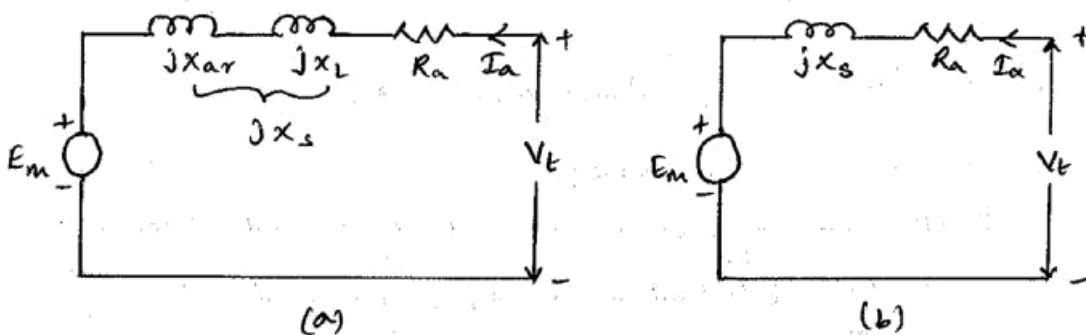 jXar jXL Ra Ia +
jXs
+
Em
-
Vt
-
(a)
jXs Ra Ia +
+
Em
-
Vt
-
(b)